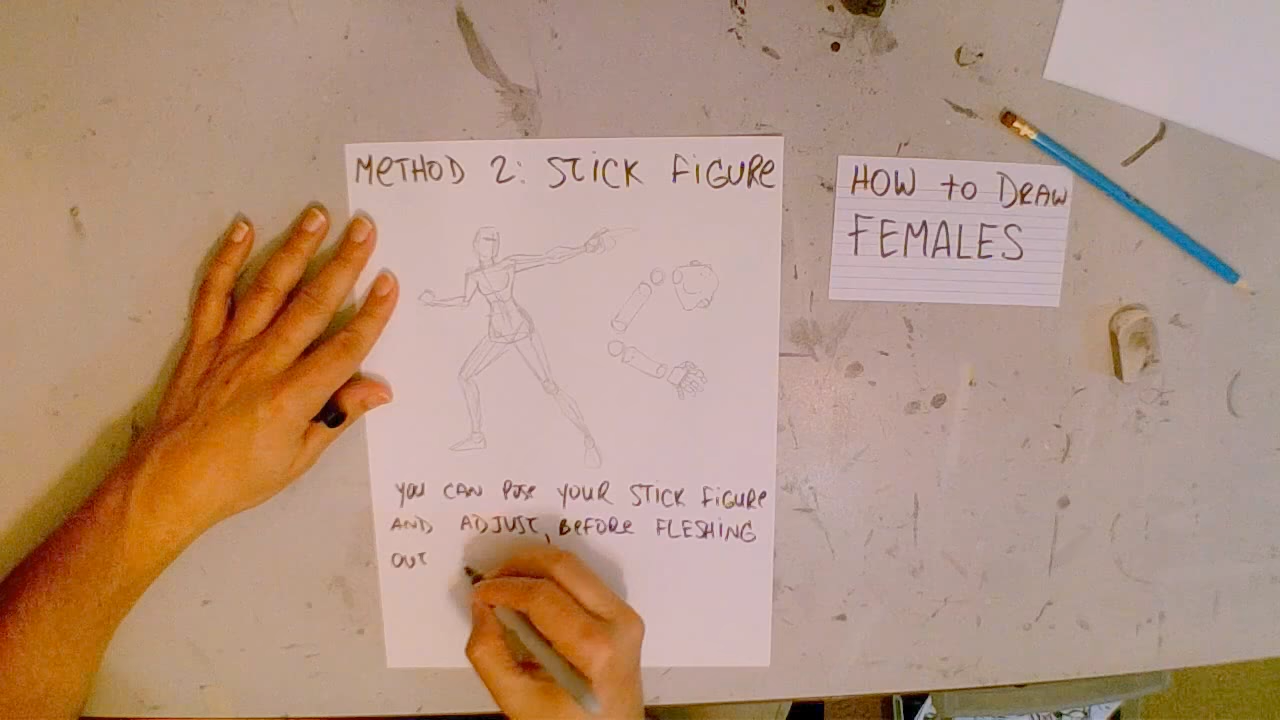 METHOD 2: STICK FIGURE
HOW to DRAW
FEMALES
YOU CAN POSE YOUR STICK FIGURE
AND ADJUST, BEFORE FLESHING
OUT